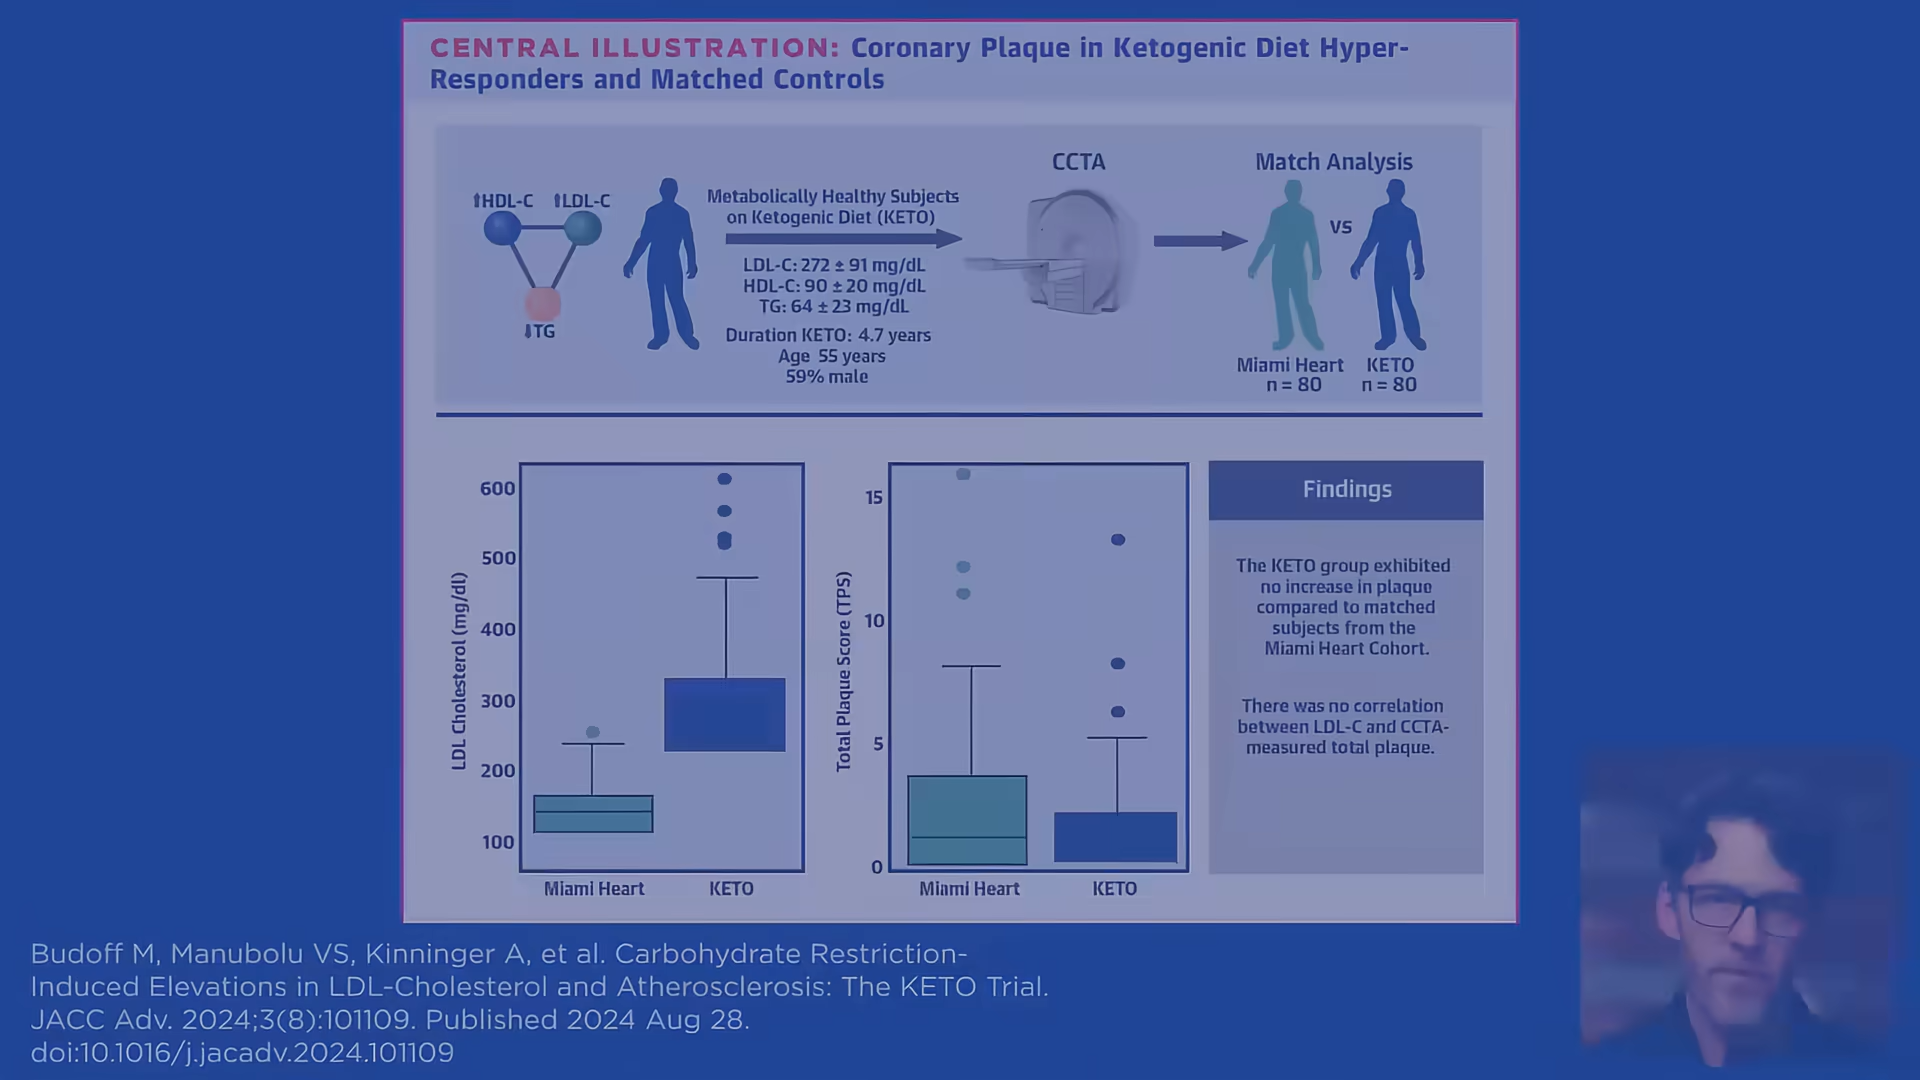 CENTRAL ILLUSTRATION: Coronary Plaque in Ketogenic Diet Hyper-
Responders and Matched Controls
⬆HDL-C ⬆LDL-C
⬇TG
Metabolically Healthy Subjects
on Ketogenic Diet (KETO)
LDL-C: 272 ± 91 mg/dL
HDL-C: 90 ± 20 mg/dL
TG: 64 ± 23 mg/dL
Duration KETO: 4.7 years
Age 55 years
59% male
CCTA
Match Analysis
vs
Miami Heart KETO
n = 80 n = 80
LDL Cholesterol (mg/dl)
600
500
400
300
200
100
Miami Heart KETO
Total Plaque Score (TPS)
15
10
5
0
Miami Heart KETO
Findings
The KETO group exhibited
no increase in plaque
compared to matched
subjects from the
Miami Heart Cohort.
There was no correlation
between LDL-C and CCTA-
measured total plaque.
Budoff M, Manubolu VS, Kinninger A, et al. Carbohydrate Restriction-
Induced Elevations in LDL-Cholesterol and Atherosclerosis: The KETO Trial.
JACC Adv. 2024;3(8):101109. Published 2024 Aug 28.
doi:10.1016/j.jacadv.2024.101109